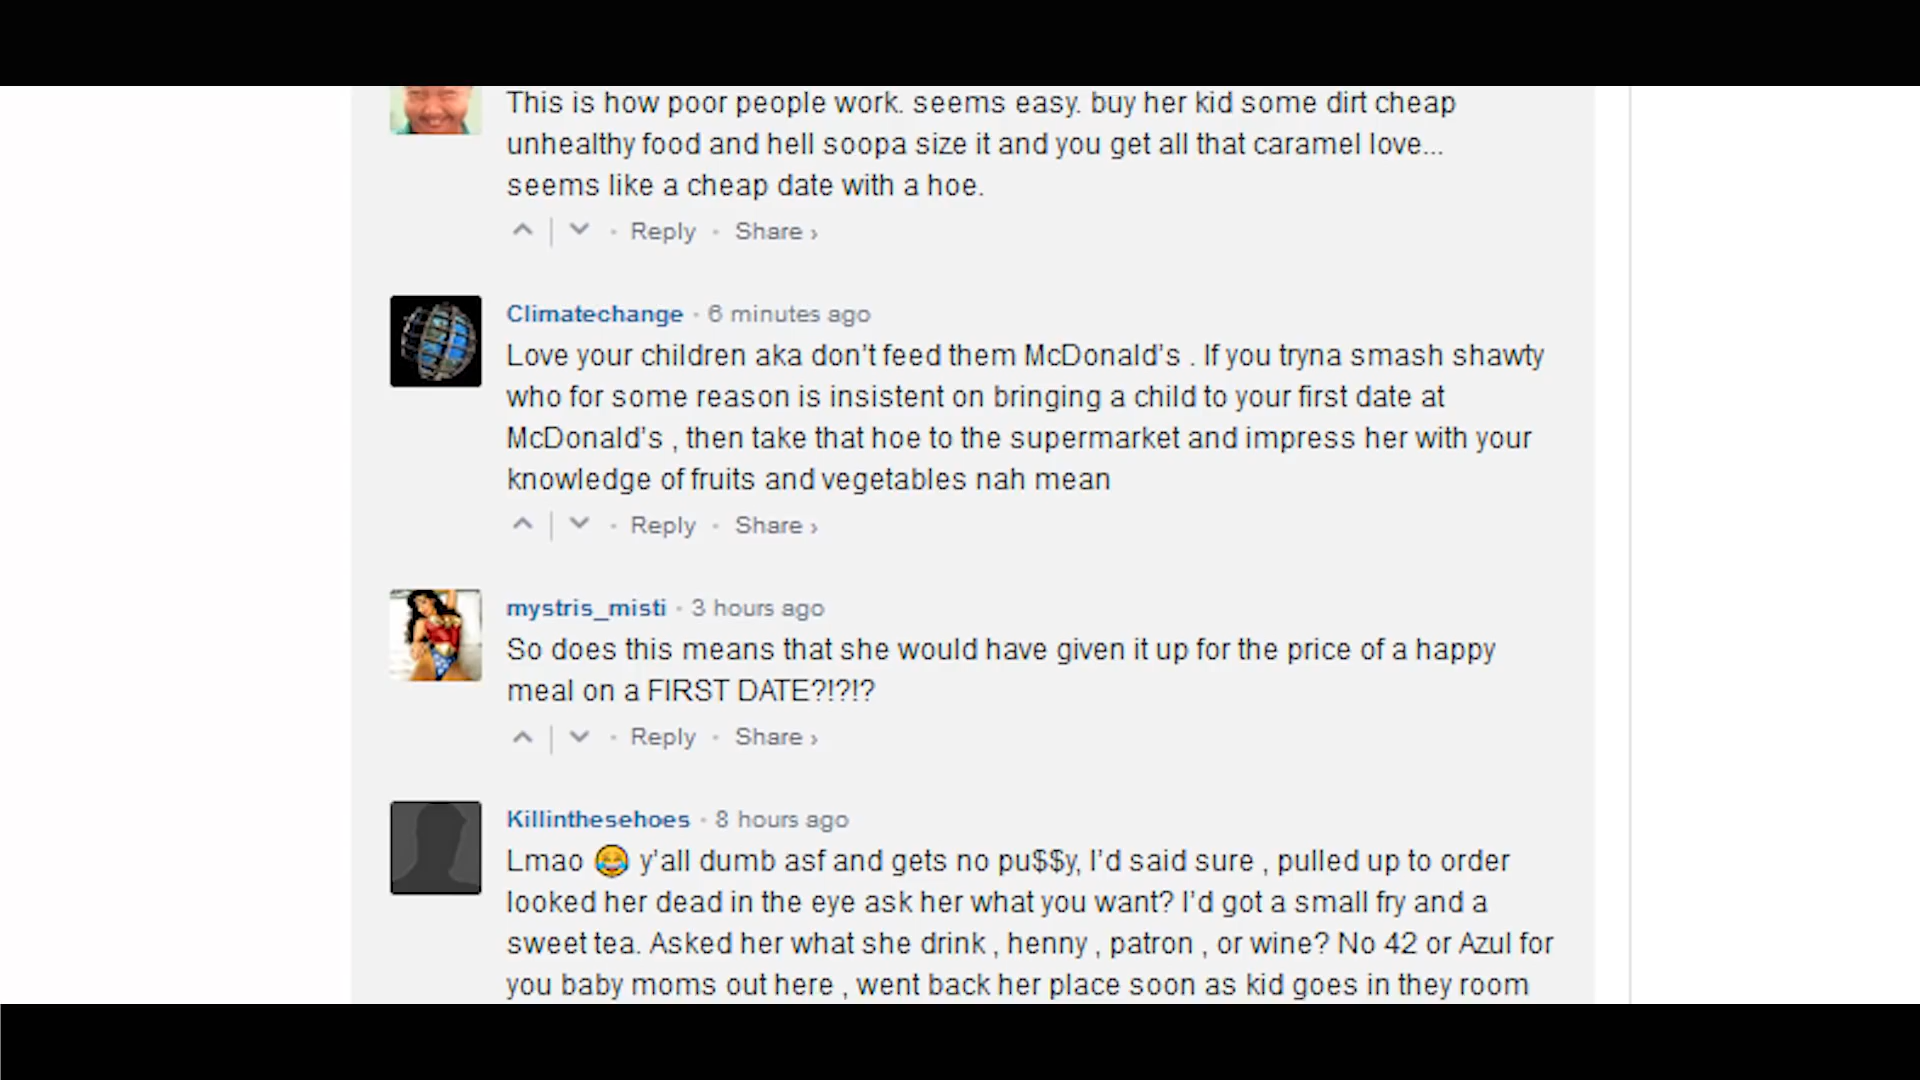 This is how poor people work. seems easy. buy her kid some dirt cheap
unhealthy food and hell soopa size it and you get all that caramel love...
seems like a cheap date with a hoe.
Reply • Share ›
Climatechange • 6 minutes ago
Love your children aka don't feed them McDonald's . If you tryna smash shawty
who for some reason is insistent on bringing a child to your first date at
McDonald's , then take that hoe to the supermarket and impress her with your
knowledge of fruits and vegetables nah mean
Reply • Share ›
mystris_misti • 3 hours ago
So does this means that she would have given it up for the price of a happy
meal on a FIRST DATE?!?!?
Reply • Share ›
Killinthesehoes • 8 hours ago
Lmao 😂 y'all dumb asf and gets no pu$$y, I'd said sure , pulled up to order
looked her dead in the eye ask her what you want? I'd got a small fry and a
sweet tea. Asked her what she drink , henny , patron , or wine? No 42 or Azul for
you baby moms out here , went back her place soon as kid goes in they room